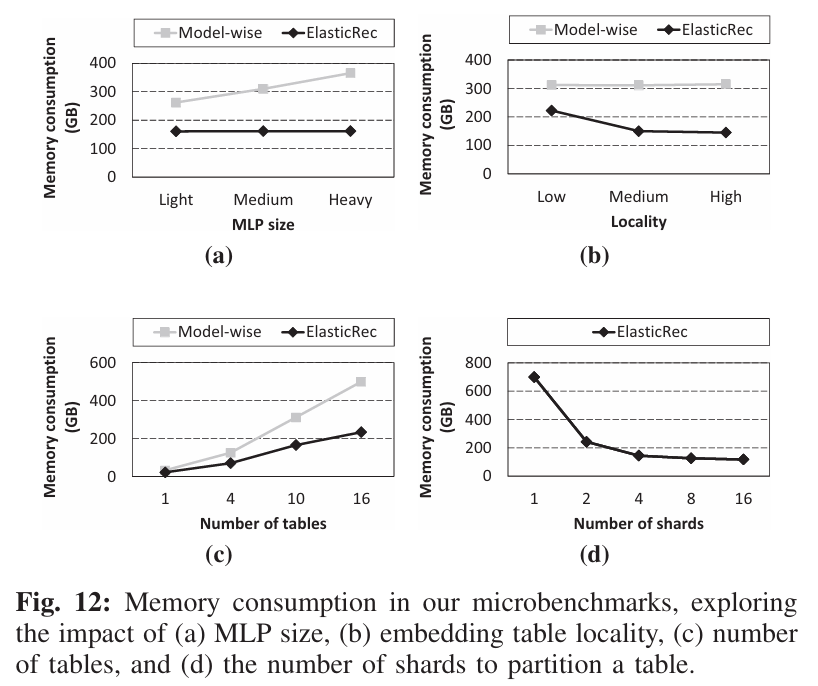 Model-wise ElasticRec
Memory consumption
(GB)
400
300
200
100
0
Light Medium Heavy
MLP size
(a)
Model-wise ElasticRec
Memory consumption
(GB)
400
300
200
100
0
Low Medium High
Locality
(b)
Model-wise ElasticRec
Memory consumption
(GB)
600
400
200
0
1 4 10 16
Number of tables
(c)
ElasticRec
Memory consumption
(GB)
800
600
400
200
0
1 2 4 8 16
Number of shards
(d)
Fig. 12: Memory consumption in our microbenchmarks, exploring
the impact of (a) MLP size, (b) embedding table locality, (c) number
of tables, and (d) the number of shards to partition a table.